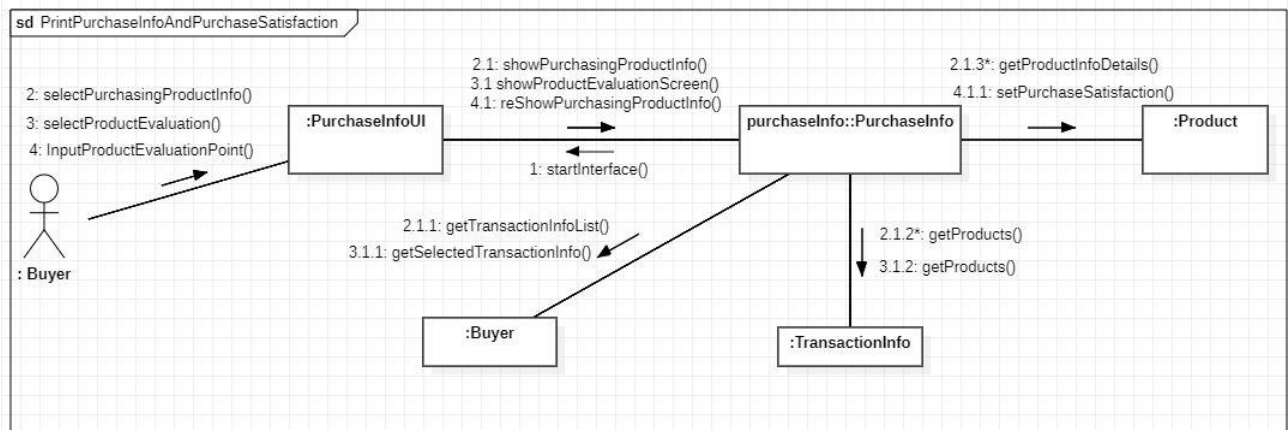 sd PrintPurchaseInfoAndPurchaseSatisfaction
2: selectPurchasingProductInfo()
3: selectProductEvaluation()
4: InputProductEvaluationPoint()
: Buyer
:PurchaseInfoUI
2.1: showPurchasingProductInfo()
3.1 showProductEvaluationScreen()
4.1: reShowPurchasingProductInfo()
1: startInterface()
purchaseInfo::PurchaseInfo
2.1.3*: getProductInfoDetails()
4.1.1: setPurchaseSatisfaction()
:Product
2.1.1: getTransactionInfoList()
3.1.1: getSelectedTransactionInfo()
2.1.2*: getProducts()
3.1.2: getProducts()
:Buyer
:TransactionInfo